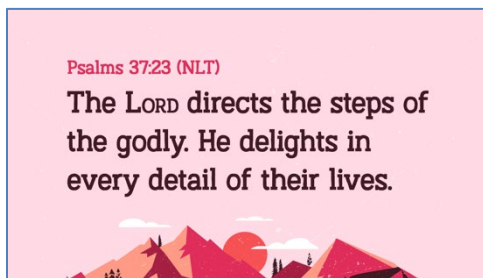 Psalms 37:23 (NLT)
The LORD directs the steps of
the godly. He delights in
every detail of their lives.